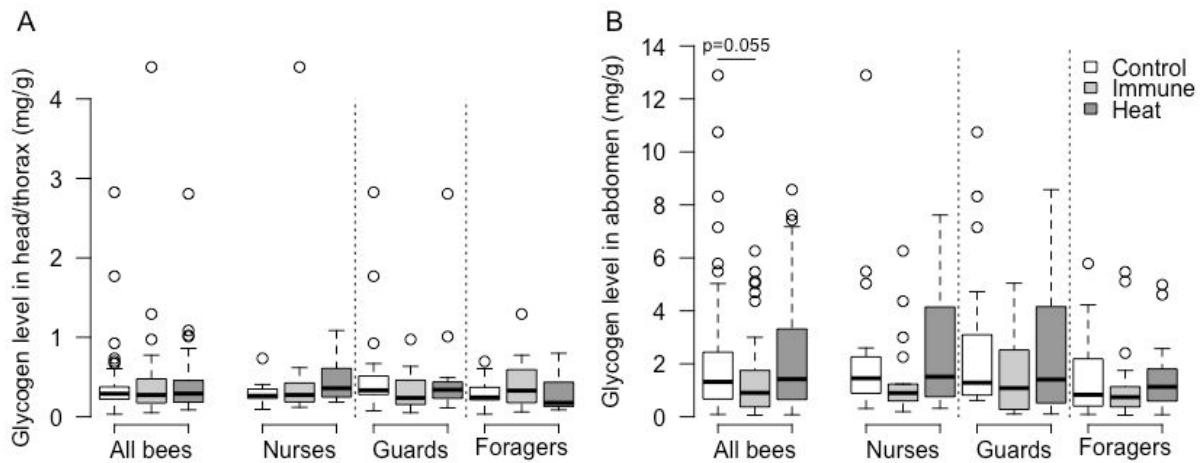 A
Glycogen level in head/thorax (mg/g)
4
3
2
1
0
All bees
Nurses
Guards
Foragers
B
Glycogen level in abdomen (mg/g)
14
12
10
8
6
4
2
0
p=0.055
Control
Immune
Heat
All bees
Nurses
Guards
Foragers